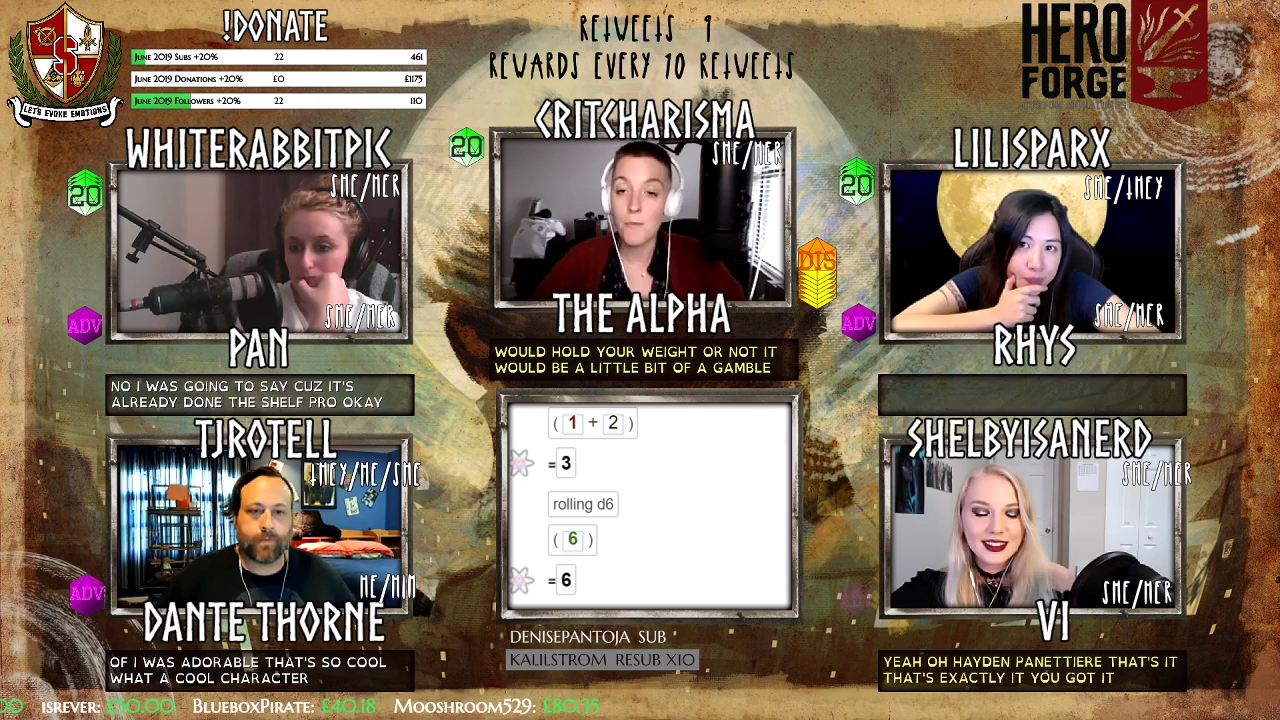 !DONATE
JUNE 2019 SUBS +20% 22 461
JUNE 2019 DONATIONS +20% £0 £1175
JUNE 2019 FOLLOWERS +20% 22 110
S
LET'S EVOKE EMOTIONS
RETWEETS 9
REWARDS EVERY 10 RETWEETS
HERO
FORGE
CUSTOM MINIATURES
WHITERABBITPIC
SHE/HER
20
SHE/HER
ADV
PAN
NO I WAS GOING TO SAY CUZ IT'S
ALREADY DONE THE SHELF PRO OKAY
CRITCHARISMA
SHE/HER
20
DTS
THE ALPHA
WOULD HOLD YOUR WEIGHT OR NOT IT
WOULD BE A LITTLE BIT OF A GAMBLE
LILISPARX
SHE/THEY
20
SHE/HER
ADV
RHYS
TJROTELL
THEY/HE/SHE
HE/HIM
ADV
DANTE THORNE
OF I WAS ADORABLE THAT'S SO COOL
WHAT A COOL CHARACTER
(1 + 2)
=3
rolling d6
(6)
=6
DENISEPANTOJA SUB
KALILSTROM RESUB X10
SHELBYISANERD
SHE/HER
SHE/HER
VI
YEAH OH HAYDEN PANETTIERE THAT'S IT
THAT'S EXACTLY IT YOU GOT IT
ISREVER: £50.00 BLUEBOXPIRATE: £40.18 MOOSHROOM529: £80.35